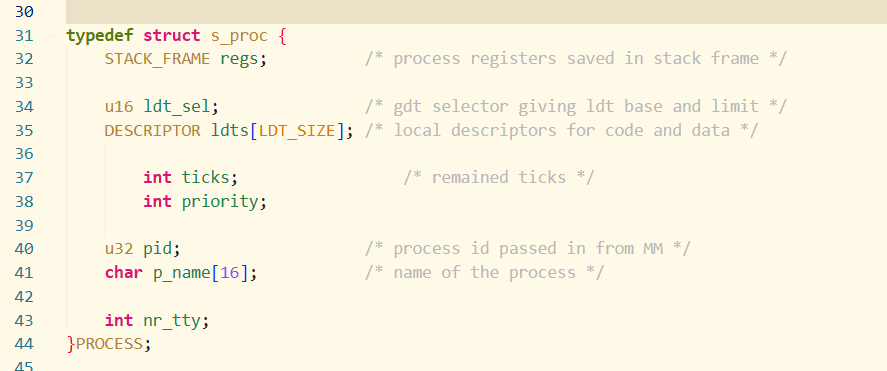 30
31 typedef struct s_proc {
32     STACK_FRAME regs;          /* process registers saved in stack frame */
33
34     u16 ldt_sel;               /* gdt selector giving ldt base and limit */
35     DESCRIPTOR ldts[LDT_SIZE]; /* local descriptors for code and data */
36
37         int ticks;                 /* remained ticks */
38         int priority;
39
40     u32 pid;                   /* process id passed in from MM */
41     char p_name[16];           /* name of the process */
42
43     int nr_tty;
44 }PROCESS;
45